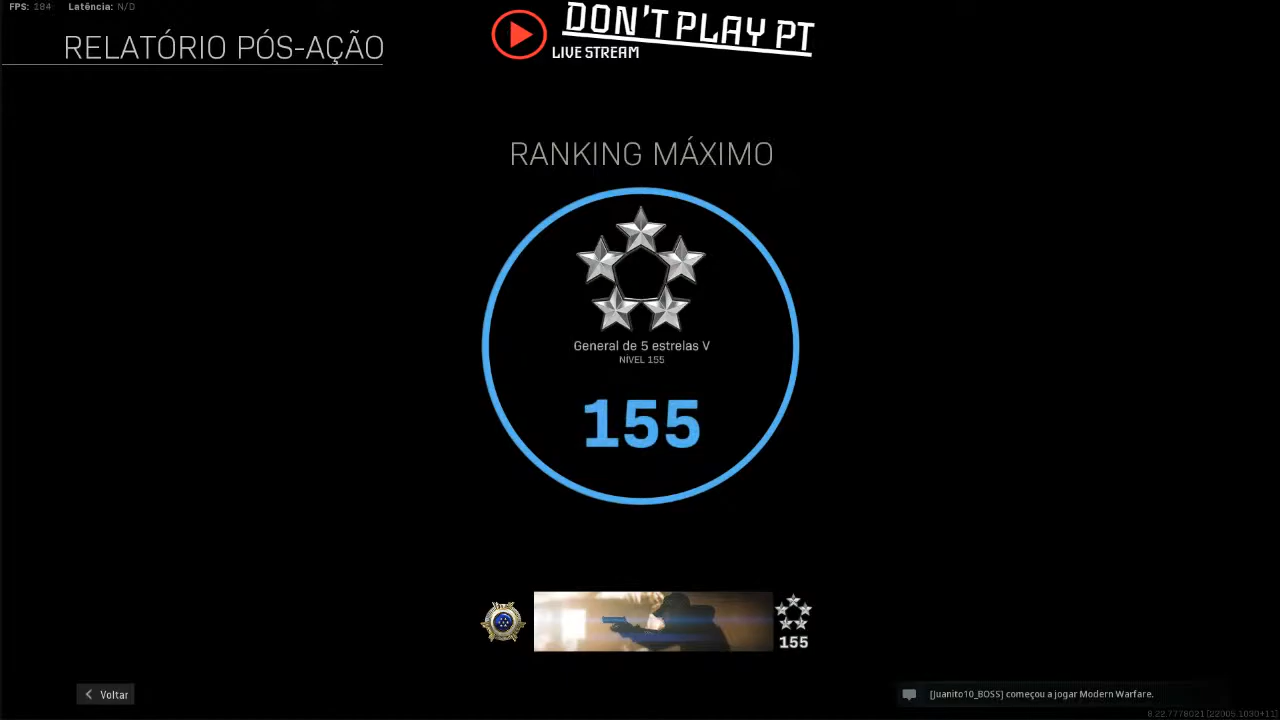 FPS: 184 Latência: N/D
DON'T PLAY PT
LIVE STREAM
RELATÓRIO PÓS-AÇÃO
RANKING MÁXIMO
General de 5 estrelas V
NÍVEL 155
155
155
Voltar
[Juanito10_BOSS] começou a jogar Modern Warfare.